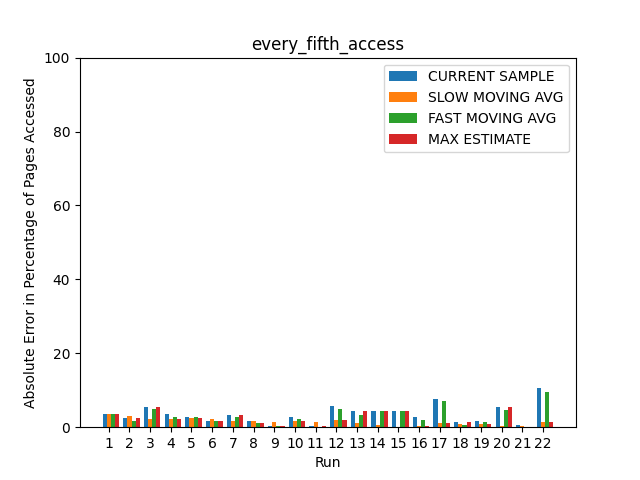 every_fifth_access
100
80
60
40
20
0
Absolute Error in Percentage of Pages Accessed
CURRENT SAMPLE
SLOW MOVING AVG
FAST MOVING AVG
MAX ESTIMATE
1 2 3 4 5 6 7 8 9 10 11 12 13 14 15 16 17 18 19 20 21 22
Run